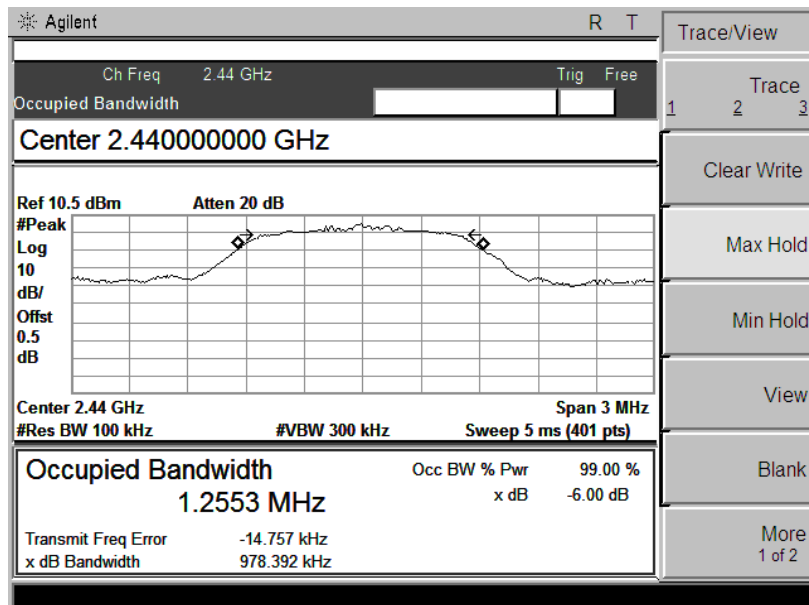 Agilent R T
Ch Freq 2.44 GHz Trig Free
Occupied Bandwidth
Center 2.440000000 GHz
Ref 10.5 dBm Atten 20 dB
#Peak
Log
10
dB/
Offst
0.5
dB
Center 2.44 GHz Span 3 MHz
#Res BW 100 kHz #VBW 300 kHz Sweep 5 ms (401 pts)
Occupied Bandwidth Occ BW % Pwr 99.00 %
1.2553 MHz x dB -6.00 dB
Transmit Freq Error -14.757 kHz
x dB Bandwidth 978.392 kHz
Trace/View
Trace
1 2 3
Clear Write
Max Hold
Min Hold
View
Blank
More
1 of 2